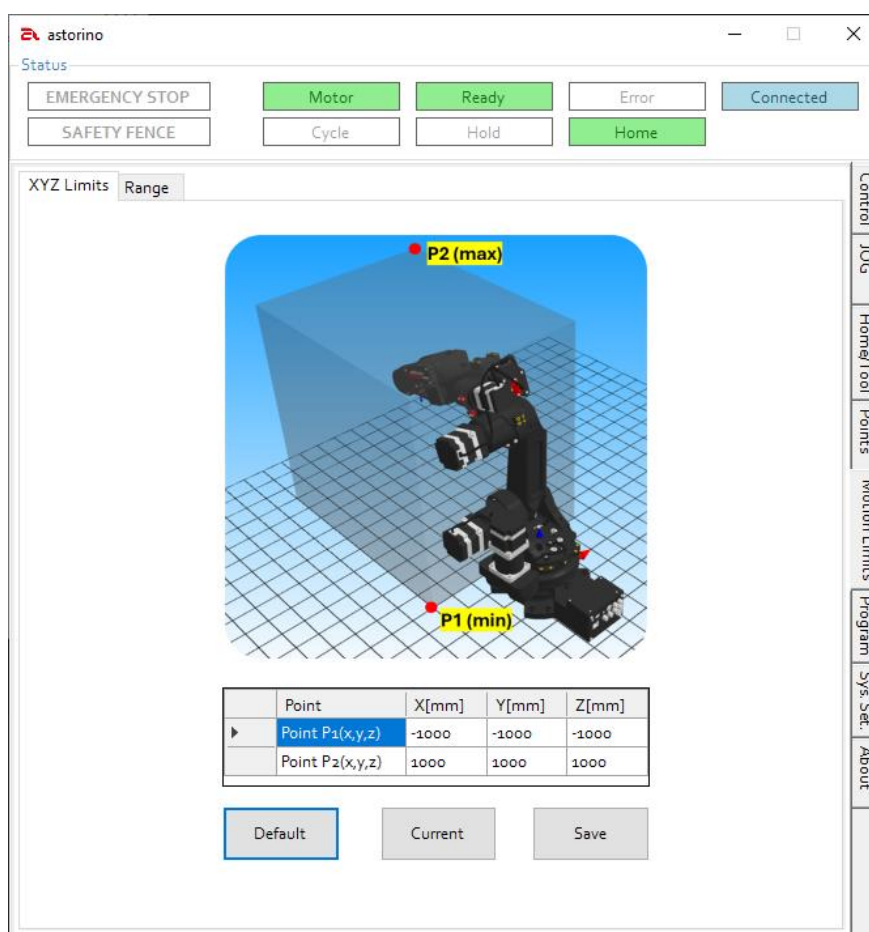 astorino
Status
EMERGENCY STOP Motor Ready Error Connected
SAFETY FENCE Cycle Hold Home
XYZ Limits Range
Control
JOG
Home/Tool
Points
Motion Limits
Program
Sys. Set.
About
P2 (max)
P1 (min)
Point X[mm] Y[mm] Z[mm]
Point P1(x,y,z) -1000 -1000 -1000
Point P2(x,y,z) 1000 1000 1000
Default Current Save